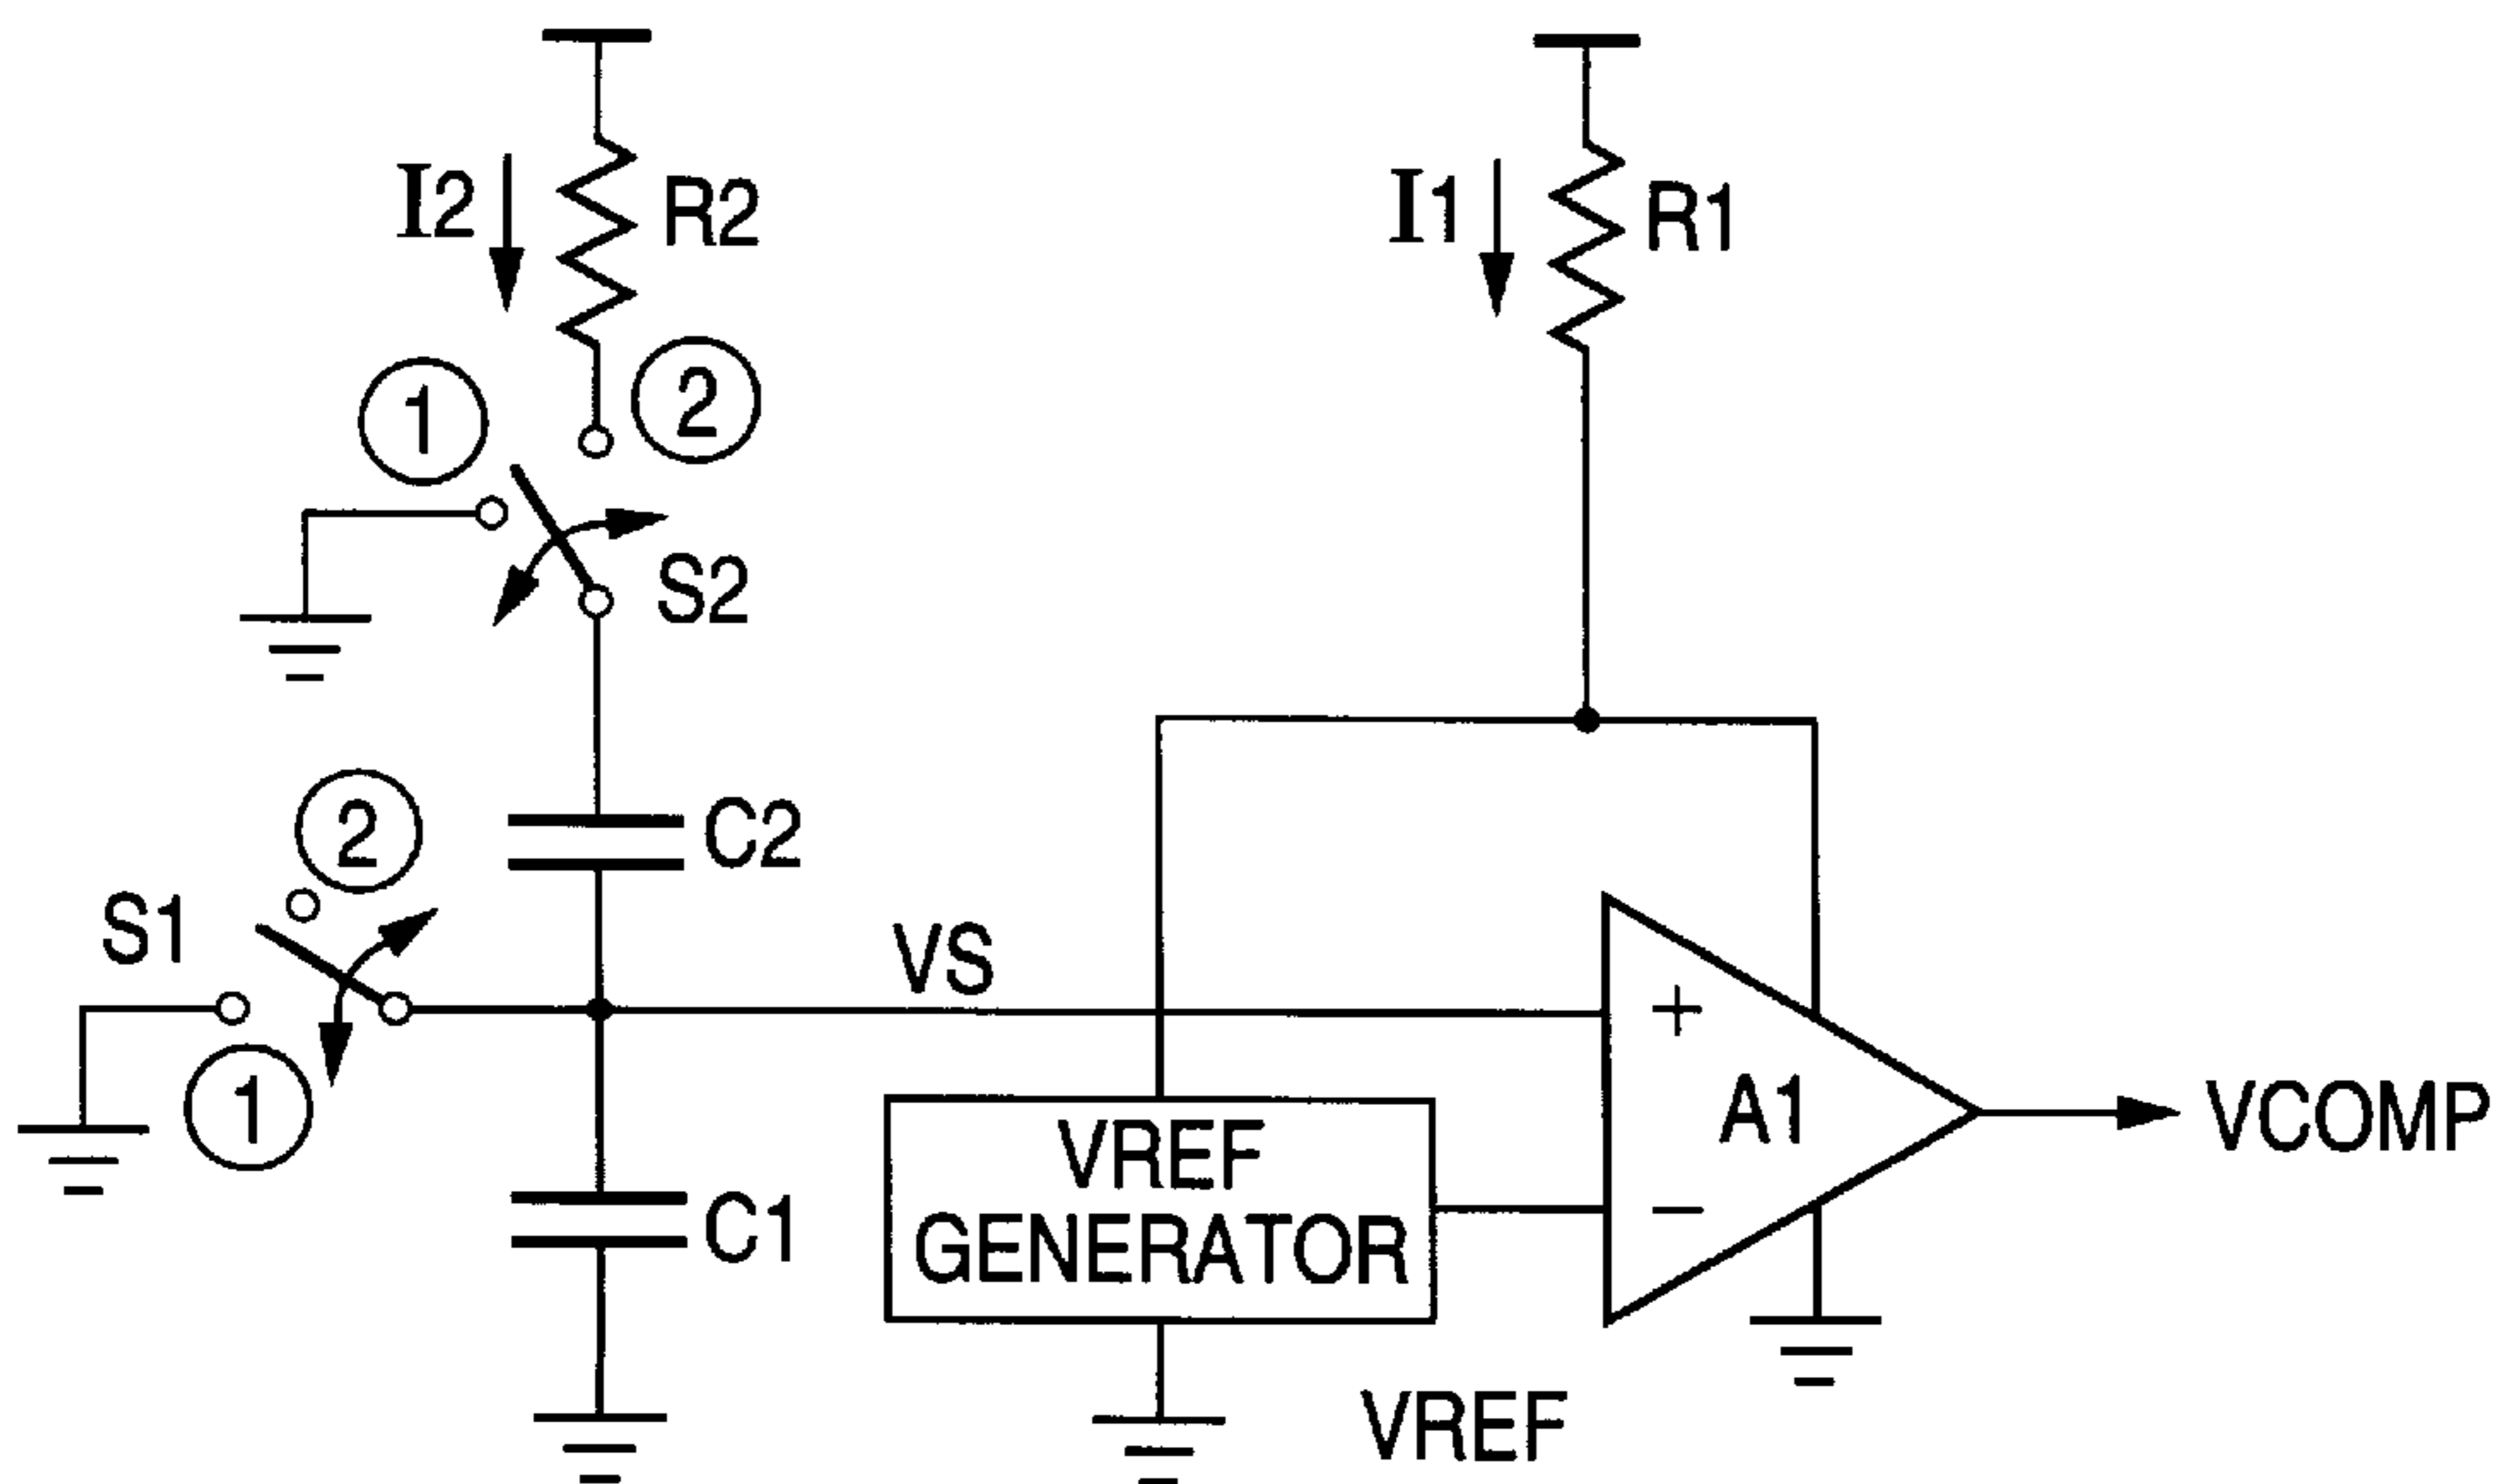 I2
R2
I1
R1
1
2
S2
2
C2
S1
VS
+
A1
1
VREF
GENERATOR
−
VCOMP
C1
VREF